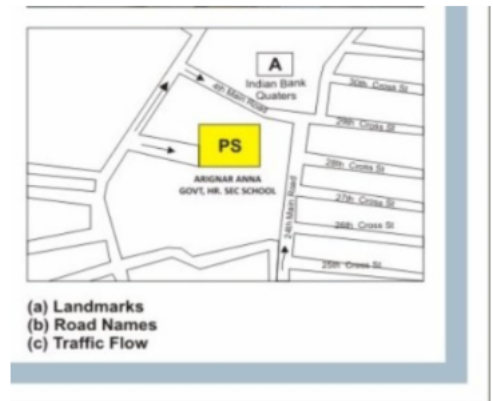 A
Indian Bank
Quaters
4th Main Road
30th Cross St
29th Cross St
PS
28th Cross St
ARIGNAR ANNA
GOVT, HR. SEC SCHOOL
24th Main Road
27th Cross St
26th Cross St
25th Cross St
(a) Landmarks
(b) Road Names
(c) Traffic Flow